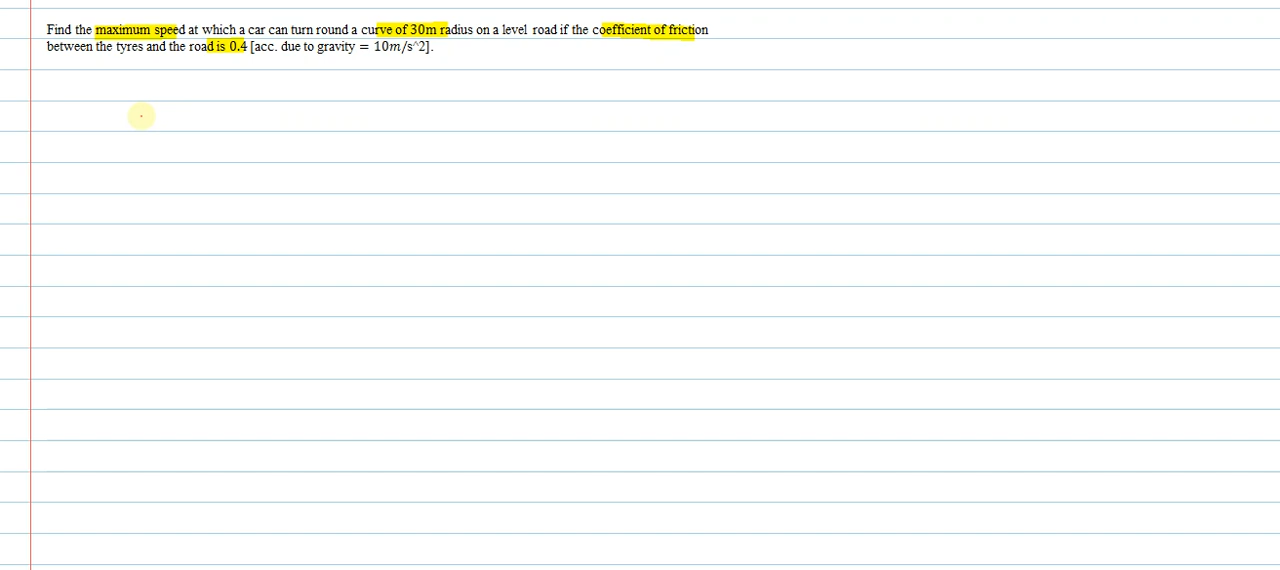 Find the maximum speed at which a car can turn round a curve of 30m radius on a level road if the coefficient of friction
between the tyres and the road is 0.4 [acc. due to gravity = 10m/s^2].